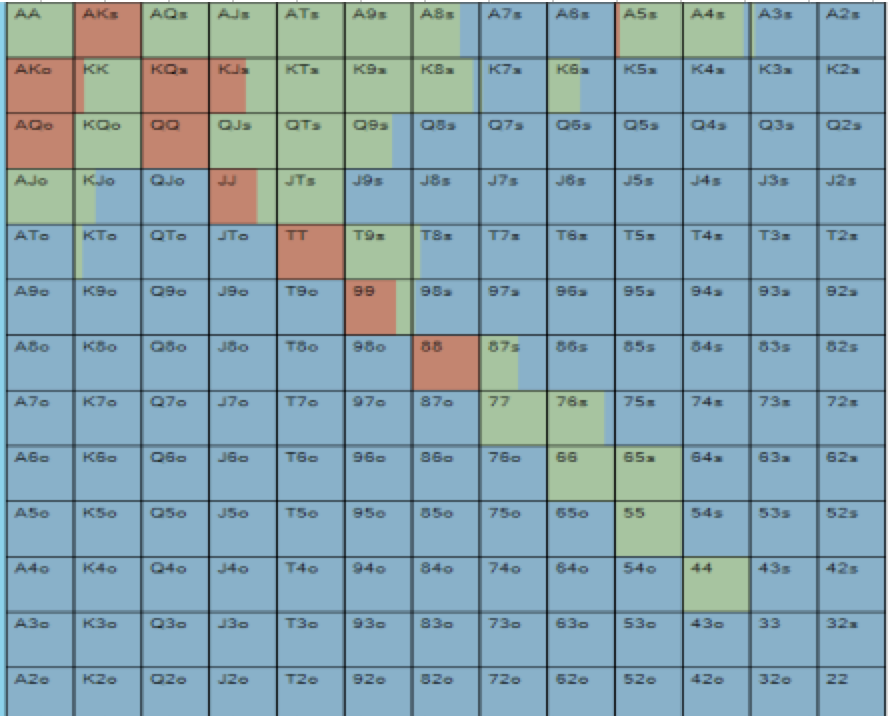 AA AKs AQs AJs ATs A9s A8s A7s A6s A5s A4s A3s A2s
AKo KK KQs KJs KTs K9s K8s K7s K6s K5s K4s K3s K2s
AQo KQo QQ QJs QTs Q9s Q8s Q7s Q6s Q5s Q4s Q3s Q2s
AJo KJo QJo JJ JTs J9s J8s J7s J6s J5s J4s J3s J2s
ATo KTo QTo JTo TT T9s T8s T7s T6s T5s T4s T3s T2s
A9o K9o Q9o J9o T9o 99 98s 97s 96s 95s 94s 93s 92s
A8o K8o Q8o J8o T8o 98o 88 87s 86s 85s 84s 83s 82s
A7o K7o Q7o J7o T7o 97o 87o 77 76s 75s 74s 73s 72s
A6o K6o Q6o J6o T6o 96o 86o 76o 66 65s 64s 63s 62s
A5o K5o Q5o J5o T5o 95o 85o 75o 65o 55 54s 53s 52s
A4o K4o Q4o J4o T4o 94o 84o 74o 64o 54o 44 43s 42s
A3o K3o Q3o J3o T3o 93o 83o 73o 63o 53o 43o 33 32s
A2o K2o Q2o J2o T2o 92o 82o 72o 62o 52o 42o 32o 22